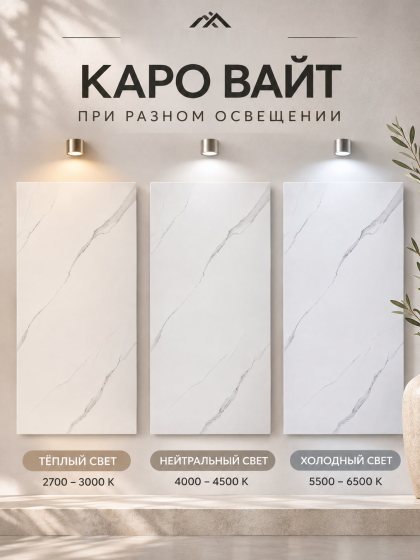 КАРО ВАЙТ
ПРИ РАЗНОМ ОСВЕЩЕНИИ
ТЁПЛЫЙ СВЕТ
НЕЙТРАЛЬНЫЙ СВЕТ
ХОЛОДНЫЙ СВЕТ
2700 – 3000 K
4000 – 4500 K
5500 – 6500 K